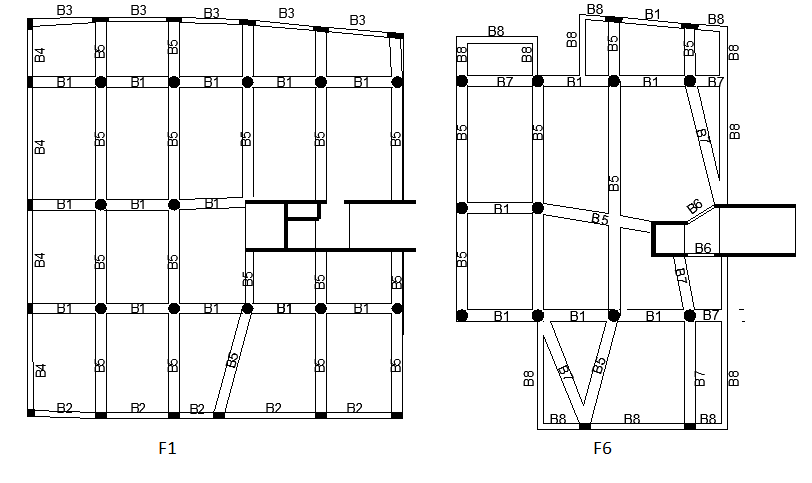 B3 B3 B3 B3 B3
B4 B5 B5
B1 B1 B1 B1 B1
B4 B5 B5 B5 B5 B5
B1 B1 B1
B4 B5 B5 B5 B5 B5
B1 B1 B1 B1 B1
B4 B5 B5 B5 B5 B5
B2 B2 B2 B2 B2
F1
B8 B1 B8
B8 B8
B8 B8 B5 B5 B8
B7 B1 B1 B7
B5 B5 B7 B8
B5
B1 B6
B5
B6
B5 B7
B1 B1 B1 B7
B8 B7 B5 B7 B8
B8 B8 B8
F6